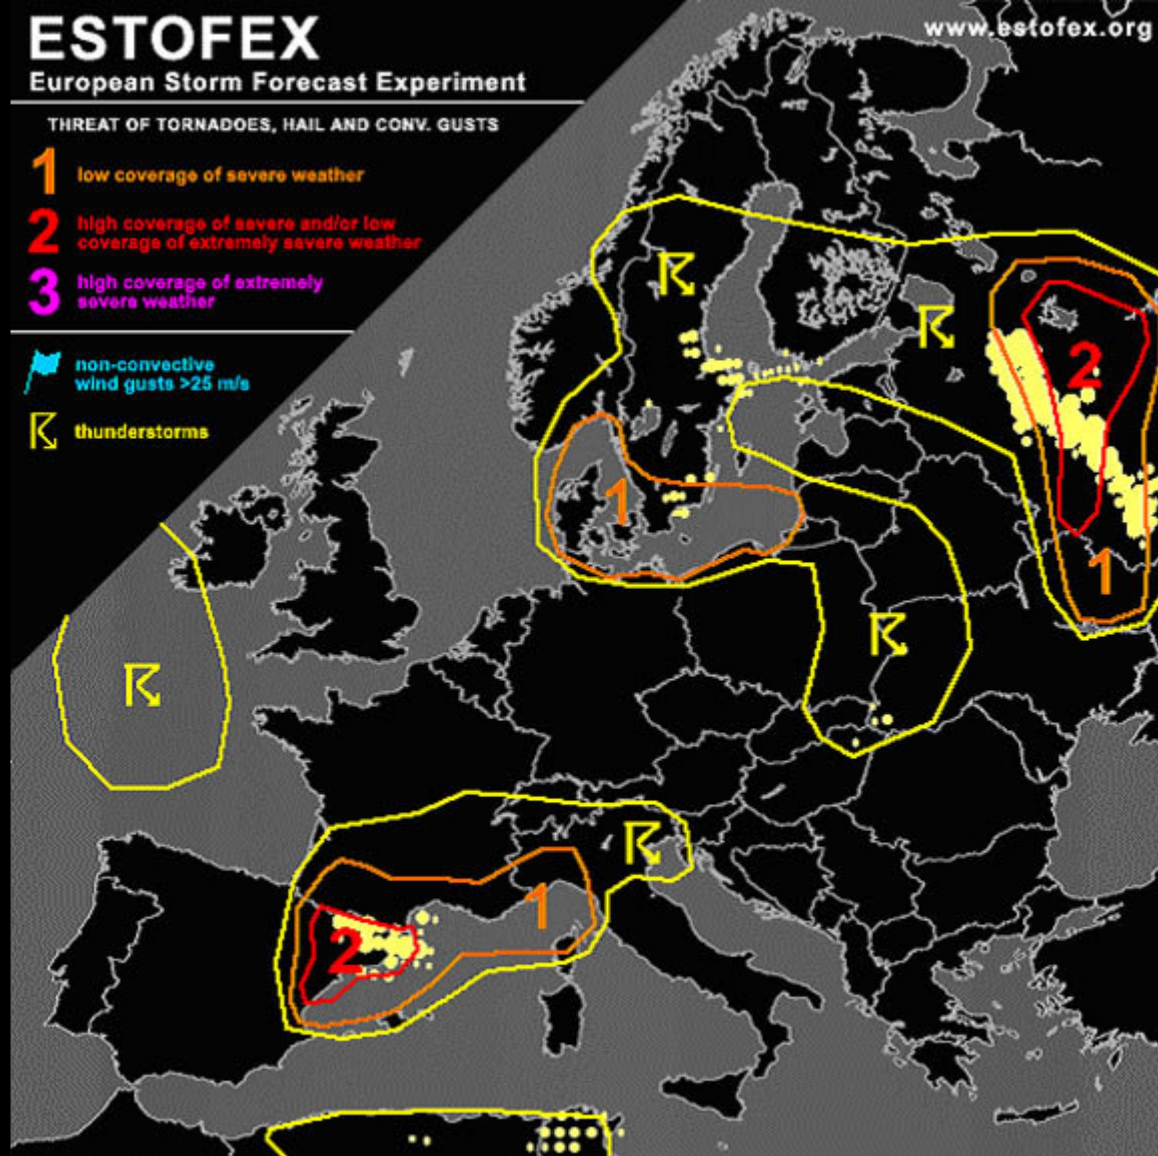 ESTOFEX
www.estofex.org
European Storm Forecast Experiment
THREAT OF TORNADOES, HAIL AND CONV. GUSTS
1 low coverage of severe weather
2 high coverage of severe and/or low
coverage of extremely severe weather
3 high coverage of extremely
severe weather
non-convective
wind gusts >25 m/s
thunderstorms
2
1
1
2
1